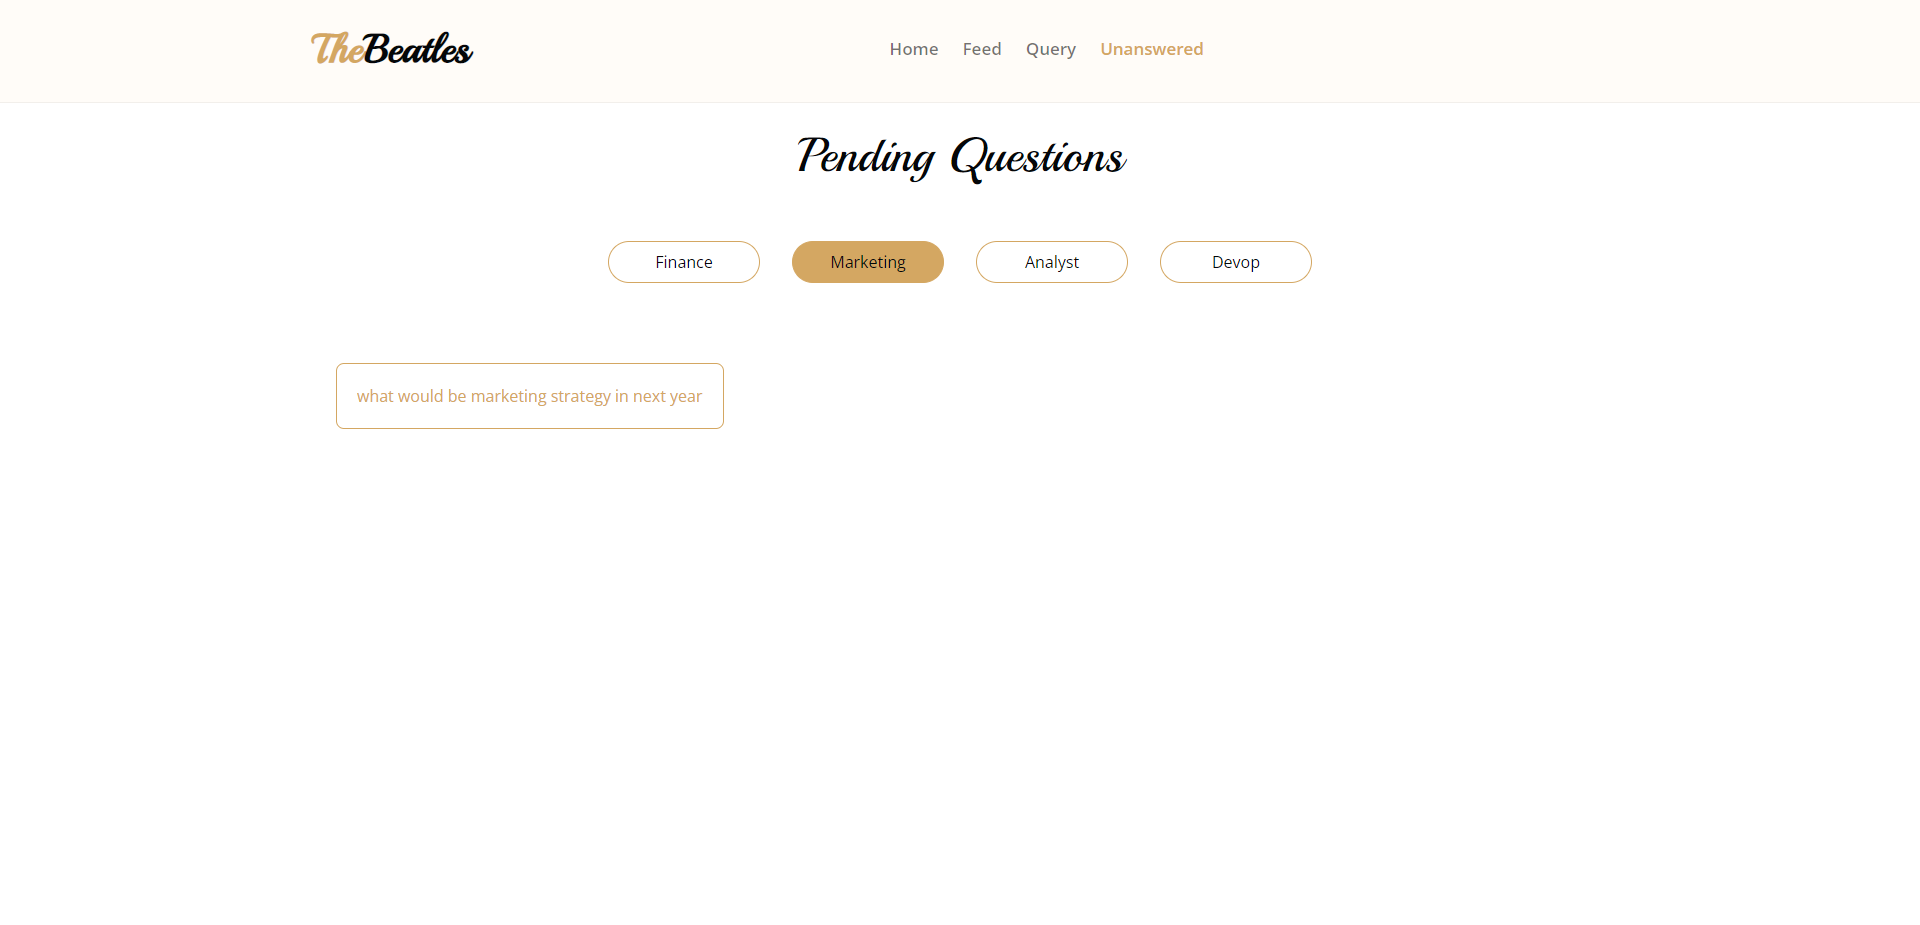 TheBeatles
Home Feed Query Unanswered
Pending Questions
Finance Marketing Analyst Devop
what would be marketing strategy in next year